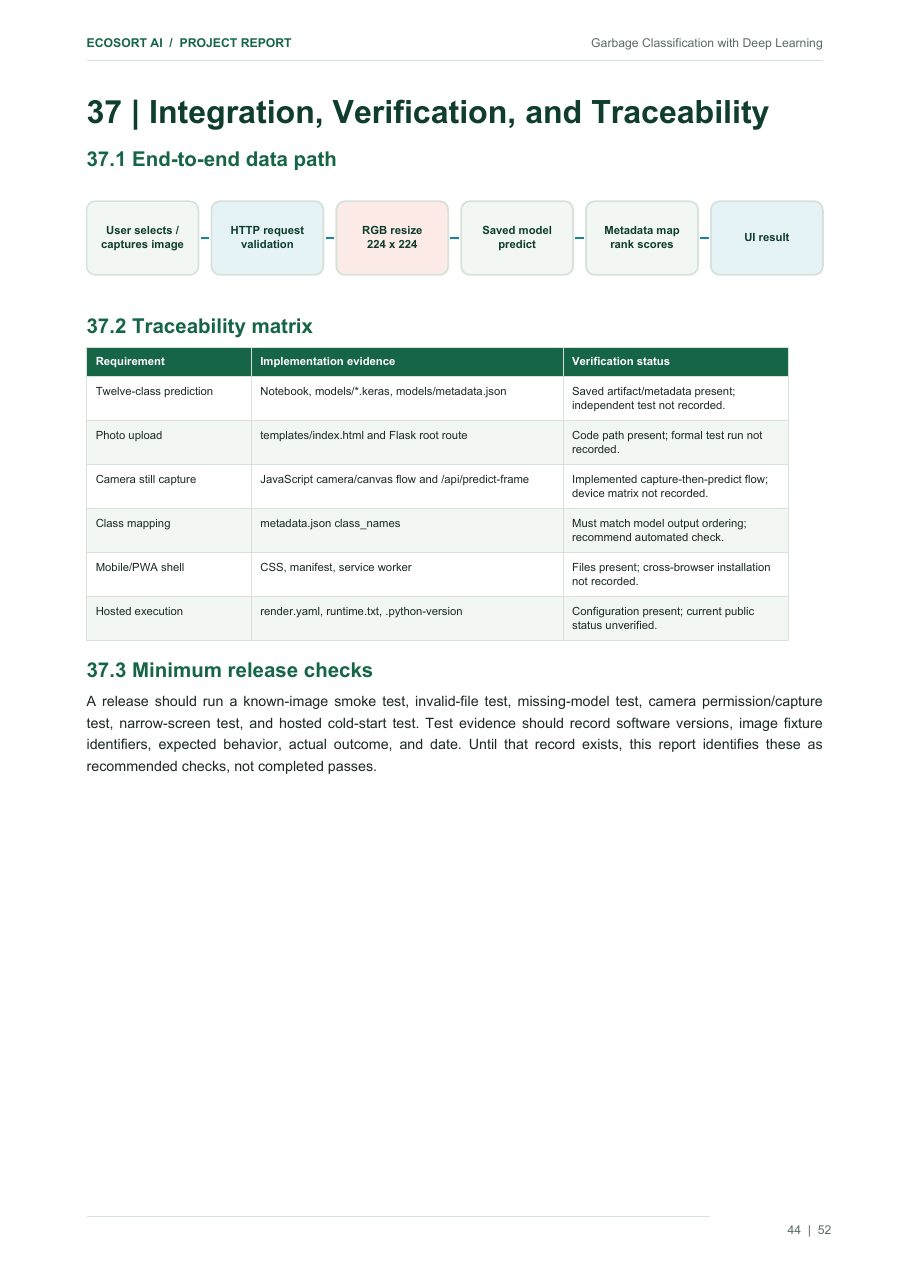 ECOSORT AI / PROJECT REPORT
Garbage Classification with Deep Learning
37 | Integration, Verification, and Traceability
37.1 End-to-end data path
User selects /
captures image
HTTP request
validation
RGB resize
224 x 224
Saved model
predict
Metadata map
rank scores
UI result
37.2 Traceability matrix
Requirement
Implementation evidence
Verification status
Twelve-class prediction
Notebook, models/*.keras, models/metadata.json
Saved artifact/metadata present;
independent test not recorded.
Photo upload
templates/index.html and Flask root route
Code path present; formal test run not
recorded.
Camera still capture
JavaScript camera/canvas flow and /api/predict-frame
Implemented capture-then-predict flow;
device matrix not recorded.
Class mapping
metadata.json class_names
Must match model output ordering;
recommend automated check.
Mobile/PWA shell
CSS, manifest, service worker
Files present; cross-browser installation
not recorded.
Hosted execution
render.yaml, runtime.txt, .python-version
Configuration present; current public
status unverified.
37.3 Minimum release checks
A release should run a known-image smoke test, invalid-file test, missing-model test, camera permission/capture
test, narrow-screen test, and hosted cold-start test. Test evidence should record software versions, image fixture
identifiers, expected behavior, actual outcome, and date. Until that record exists, this report identifies these as
recommended checks, not completed passes.
44 | 52